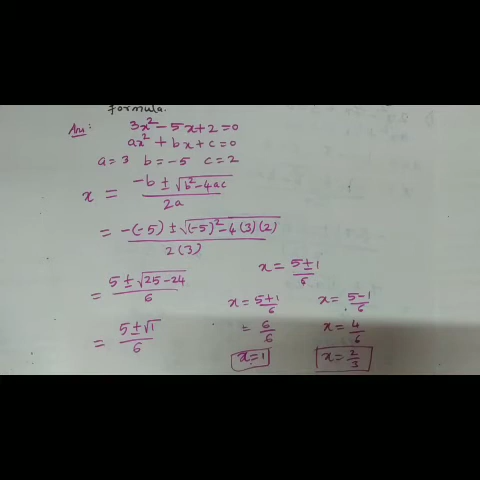 Formula.
Ans: 3x² - 5x + 2 = 0
ax² + bx + c = 0
a = 3 b = -5 c = 2
x = (-b ± √(b² - 4ac)) / 2a
= (-(-5) ± √((-5)² - 4(3)(2))) / 2(3)
= (5 ± √(25 - 24)) / 6
= (5 ± √1) / 6
x = (5 ± 1) / 6
x = (5 + 1) / 6
= 6/6
x = 1
x = (5 - 1) / 6
x = 4/6
x = 2/3